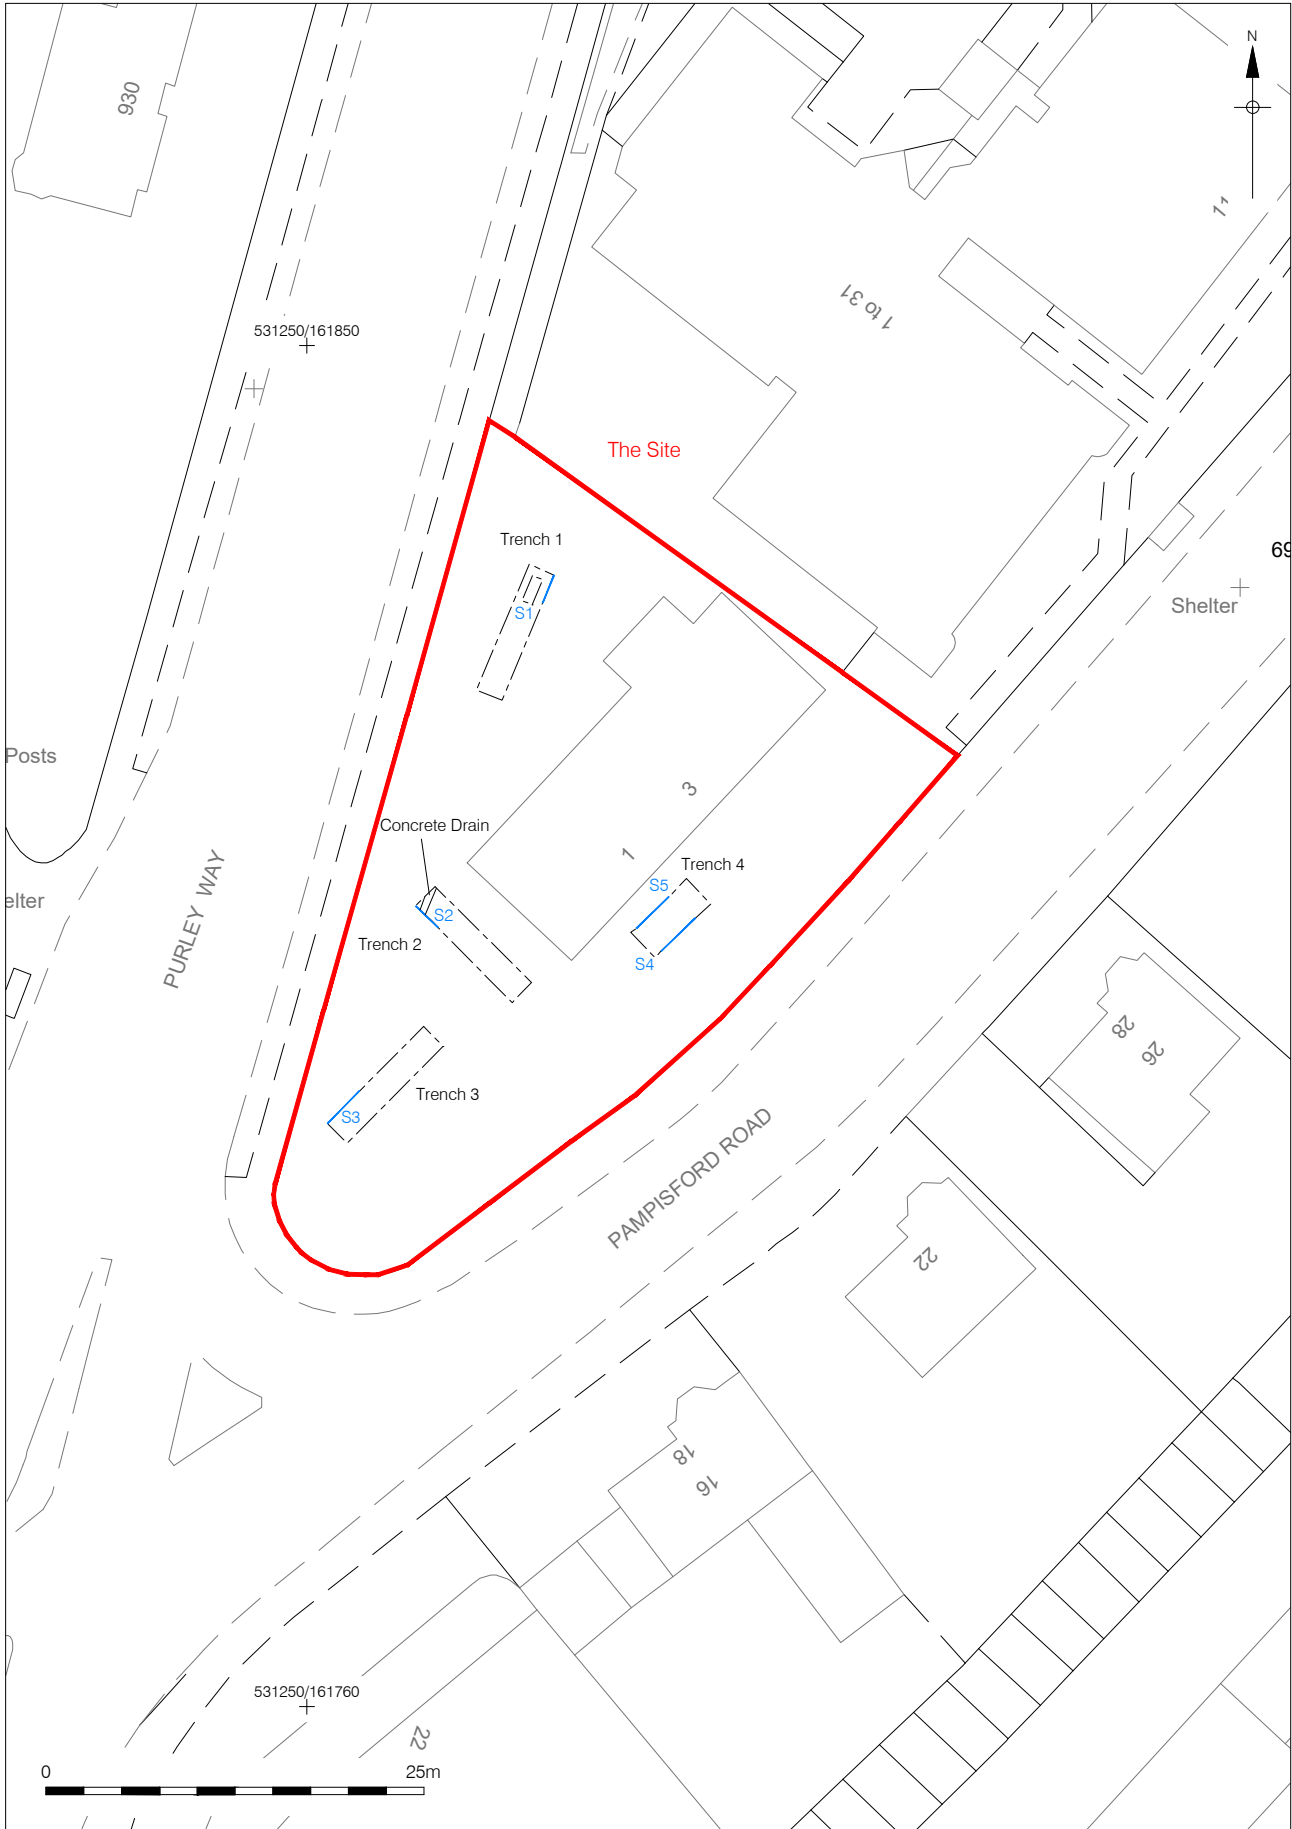 N
930
11
1 to 31
531250/161850
The Site
Trench 1
S1
69
Shelter
Posts
3
Concrete Drain
1
Trench 4
S5
S2
S4
elter
Trench 2
PURLEY WAY
28
26
Trench 3
S3
PAMPISFORD ROAD
22
18
16
531250/161760
22
0 25m